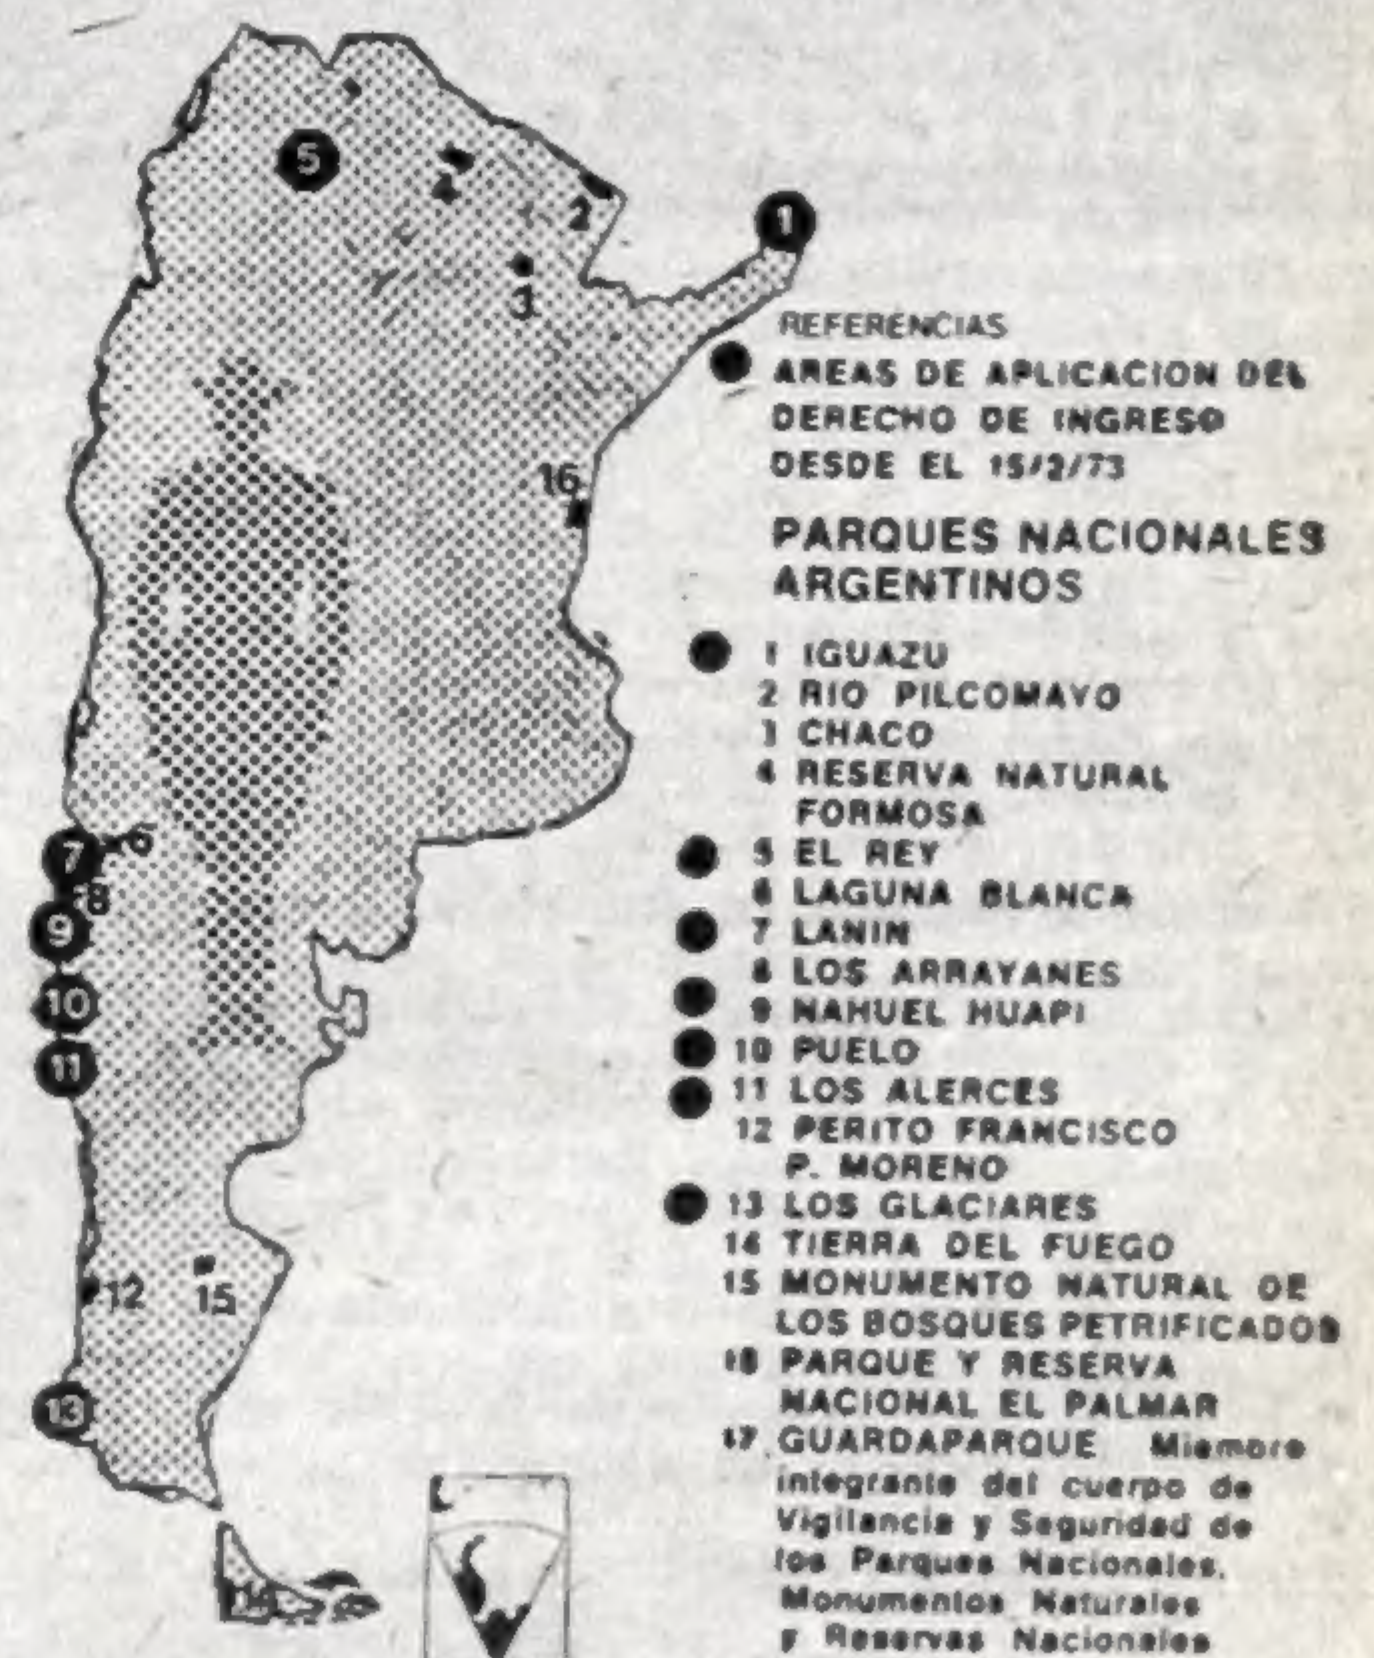 5
4
2
1
3
16
7
6
8
9
10
11
12
15
13
14
REFERENCIAS
AREAS DE APLICACION DEL
DERECHO DE INGRESO
DESDE EL 15/2/73
PARQUES NACIONALES
ARGENTINOS
1 IGUAZU
2 RIO PILCOMAYO
3 CHACO
4 RESERVA NATURAL
FORMOSA
5 EL REY
6 LAGUNA BLANCA
7 LANIN
8 LOS ARRAYANES
9 NAHUEL HUAPI
10 PUELO
11 LOS ALERCES
12 PERITO FRANCISCO
P. MORENO
13 LOS GLACIARES
14 TIERRA DEL FUEGO
15 MONUMENTO NATURAL DE
LOS BOSQUES PETRIFICADOS
16 PARQUE Y RESERVA
NACIONAL EL PALMAR
17 GUARDAPARQUE Miembro
integrante del cuerpo de
Vigilancia y Seguridad de
los Parques Nacionales,
Monumentos Naturales
y Reservas Nacionales